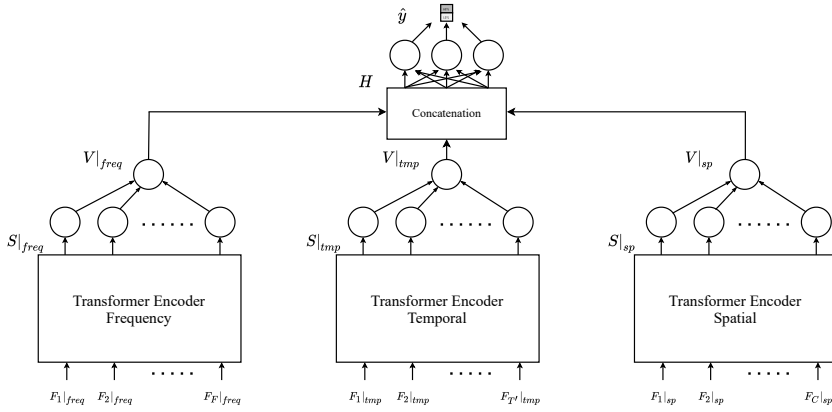 ŷ
H
Concatenation
V|freq
V|tmp
V|sp
. . . . . .
. . . . . .
. . . . . .
S|freq
S|tmp
S|sp
Transformer Encoder
Frequency
Transformer Encoder
Temporal
Transformer Encoder
Spatial
. . . . .
. . . . .
. . . . .
F1|freq F2|freq FF|freq
F1|tmp F2|tmp FT′|tmp
F1|sp F2|sp FC|sp